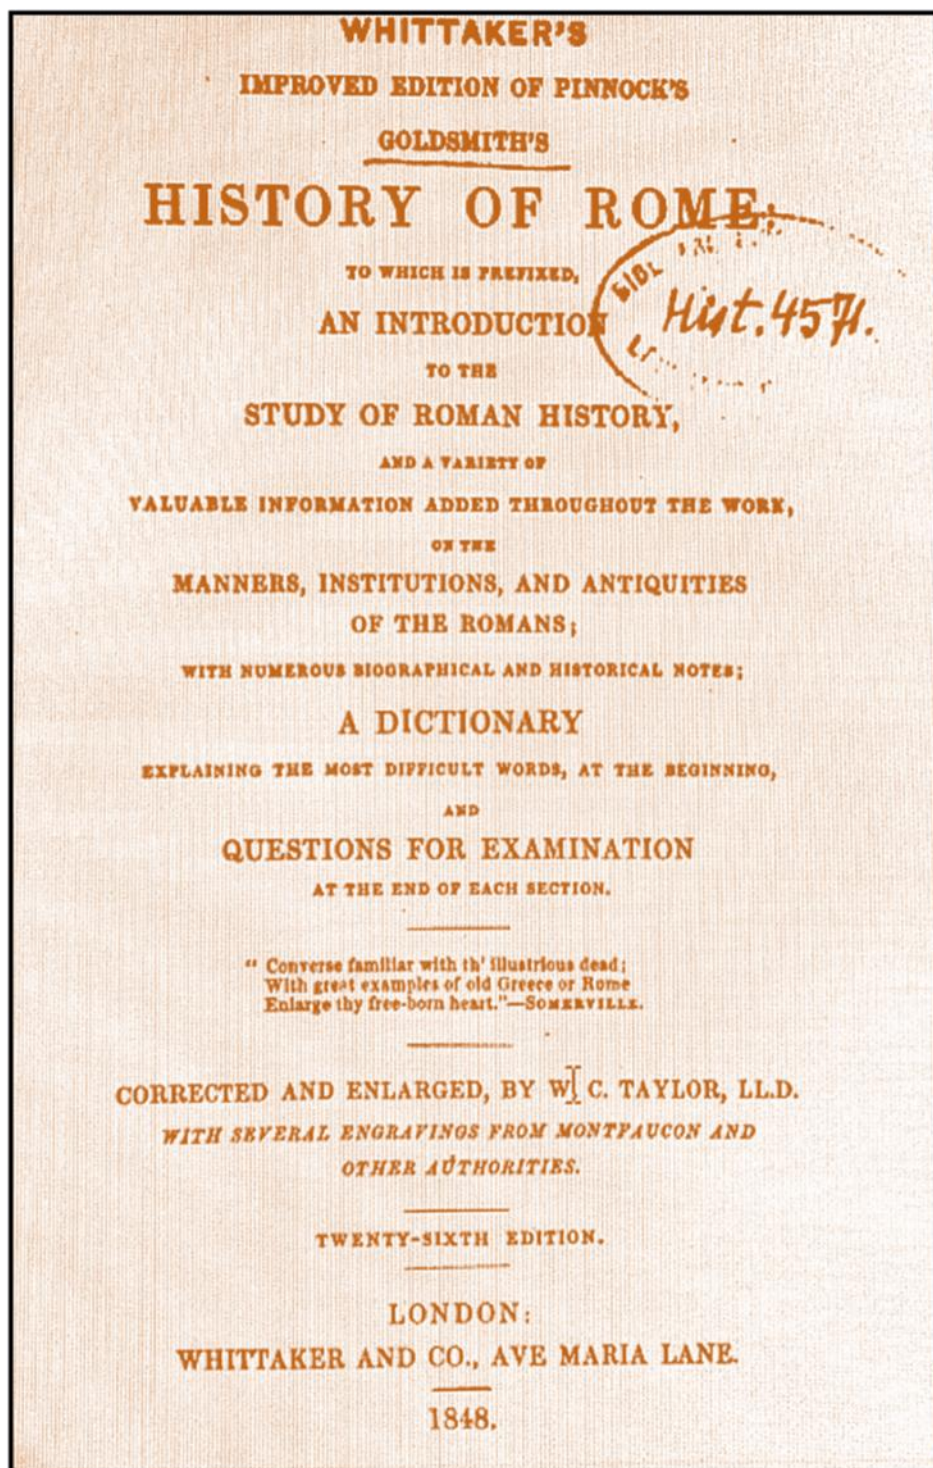 WHITTAKER'S
IMPROVED EDITION OF PINNOCK'S
GOLDSMITH'S
HISTORY OF ROME;
TO WHICH IS PREFIXED,
AN INTRODUCTION
TO THE
STUDY OF ROMAN HISTORY,
AND A VARIETY OF
VALUABLE INFORMATION ADDED THROUGHOUT THE WORK,
ON THE
MANNERS, INSTITUTIONS, AND ANTIQUITIES
OF THE ROMANS;
WITH NUMEROUS BIOGRAPHICAL AND HISTORICAL NOTES;
A DICTIONARY
EXPLAINING THE MOST DIFFICULT WORDS, AT THE BEGINNING,
AND
QUESTIONS FOR EXAMINATION
AT THE END OF EACH SECTION.
" Converse familiar with th' illustrious dead;
With great examples of old Greece or Rome
Enlarge thy free-born heart."—SOMERVILLE.
CORRECTED AND ENLARGED, BY W. C. TAYLOR, LL.D.
WITH SEVERAL ENGRAVINGS FROM MONTFAUCON AND
OTHER AUTHORITIES.
TWENTY-SIXTH EDITION.
LONDON:
WHITTAKER AND CO., AVE MARIA LANE.
1848.
BIBL
Hist. 4571.